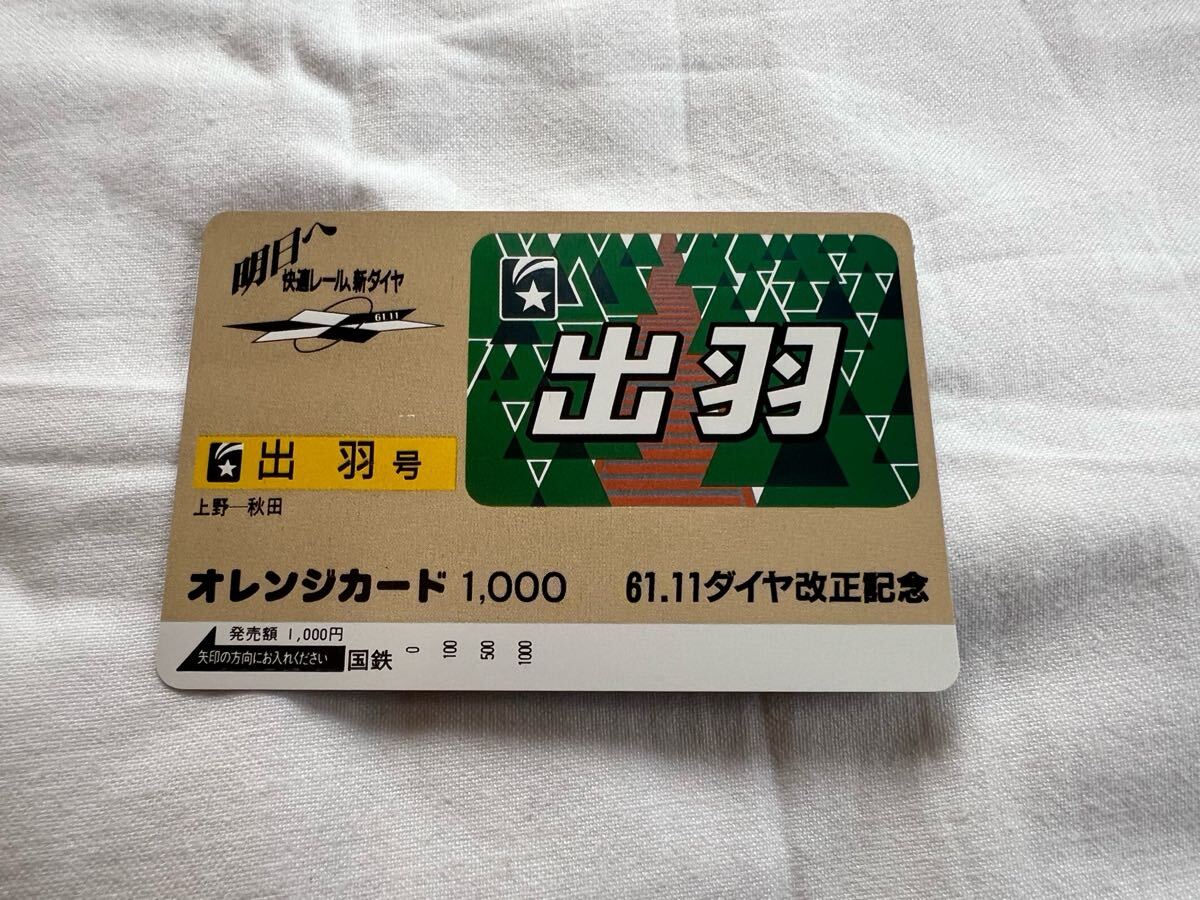 明日へ
快適レール、新ダイヤ
61.11
出羽
出羽号
上野―秋田
オレンジカード 1,000
61.11ダイヤ改正記念
発売額 1,000円
矢印の方向にお入れください
国鉄
0 100 500 1000